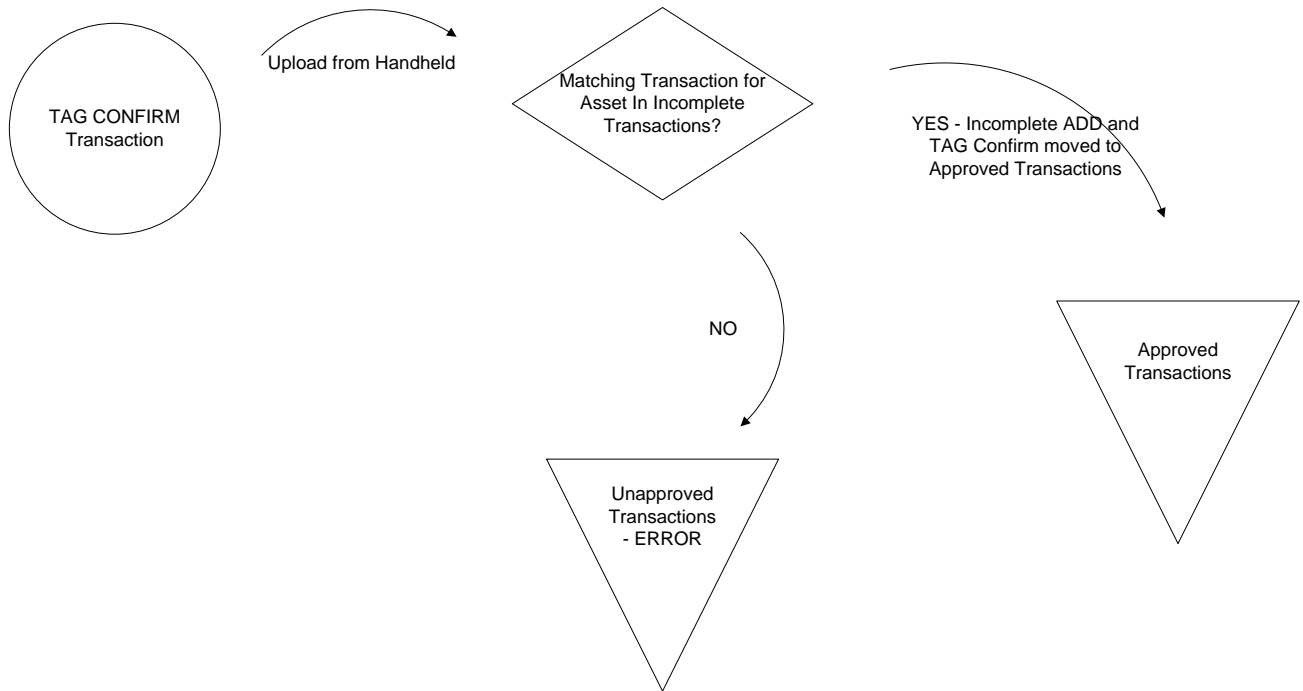 TAG CONFIRM
Transaction
Upload from Handheld
Matching Transaction for
Asset In Incomplete
Transactions?
YES - Incomplete ADD and
TAG Confirm moved to
Approved Transactions
NO
Approved
Transactions
Unapproved
Transactions
- ERROR